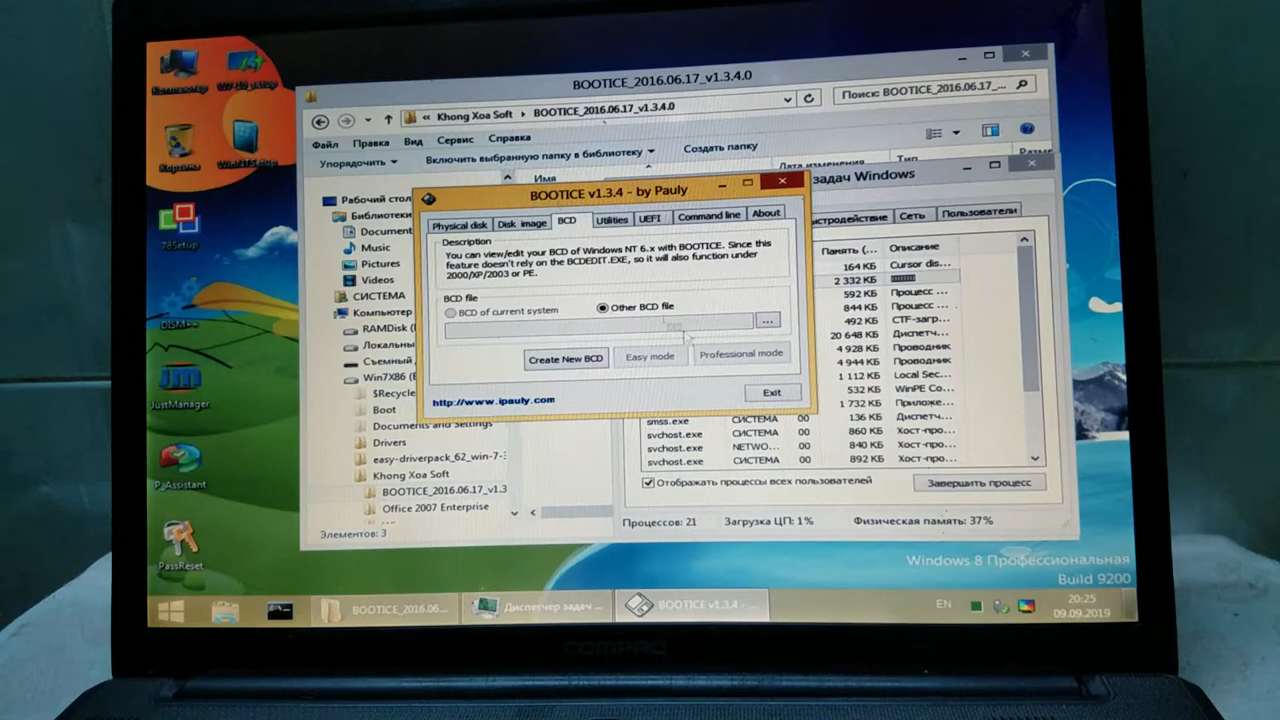 Компьютер
Корзина
WinNTSetup
78Setup
DISM++
JustManager
P_Assistant
PassReset
BOOTICE_2016.06.17_v1.3.4.0
« Khong Xoa Soft › BOOTICE_2016.06.17_v1.3.4.0
Поиск: BOOTICE_2016.06.17_...
Файл Правка Вид Сервис Справка
Упорядочить Включить выбранную папку в библиотеку Создать папку
Имя Дата изменения Тип
Рабочий стол
Библиотеки
Document
Music
Pictures
Videos
СИСТЕМА
Компьютер
RAMDisk (
Локальны
Съемный
Win7X86 (
$Recycle
Boot
Documents and Settings
Drivers
easy-driverpack_62_win-7-3
Khong Xoa Soft
BOOTICE_2016.06.17_v1.3
Office 2007 Enterprise
Элементов: 3
BOOTICE v1.3.4 - by Pauly
Physical disk Disk image BCD Utilities UEFI Command line About
Description
You can view/edit your BCD of Windows NT 6.x with BOOTICE. Since this
feature doesn't rely on the BCDEDIT.EXE, so it will also function under
2000/XP/2003 or PE.
BCD file
BCD of current system Other BCD file
...
Create New BCD Easy mode Professional mode
Exit
http://www.ipauly.com
задач Windows
ыстродействие Сеть Пользователи
Память (... Описание
164 КБ Cursor dis...
2 332 КБ
592 КБ Процесс ...
844 КБ Процесс ...
492 КБ CTF-загр...
20 648 КБ Диспетч...
4 928 КБ Проводник
4 944 КБ Проводник
1 112 КБ Local Sec...
532 КБ WinPE Co...
1 732 КБ Приложе...
smss.exe СИСТЕМА 00 136 КБ Диспетч...
svchost.exe СИСТЕМА 00 860 КБ Хост-про...
svchost.exe NETWO... 00 840 КБ Хост-про...
svchost.exe СИСТЕМА 00 892 КБ Хост-про...
Отображать процессы всех пользователей Завершить процесс
Процессов: 21 Загрузка ЦП: 1% Физическая память: 37%
Windows 8 Профессиональная
Build 9200
BOOTICE_2016.06... Диспетчер задач ... BOOTICE v1.3.4 - ...
EN
20:25
09.09.2019
COMPAQ